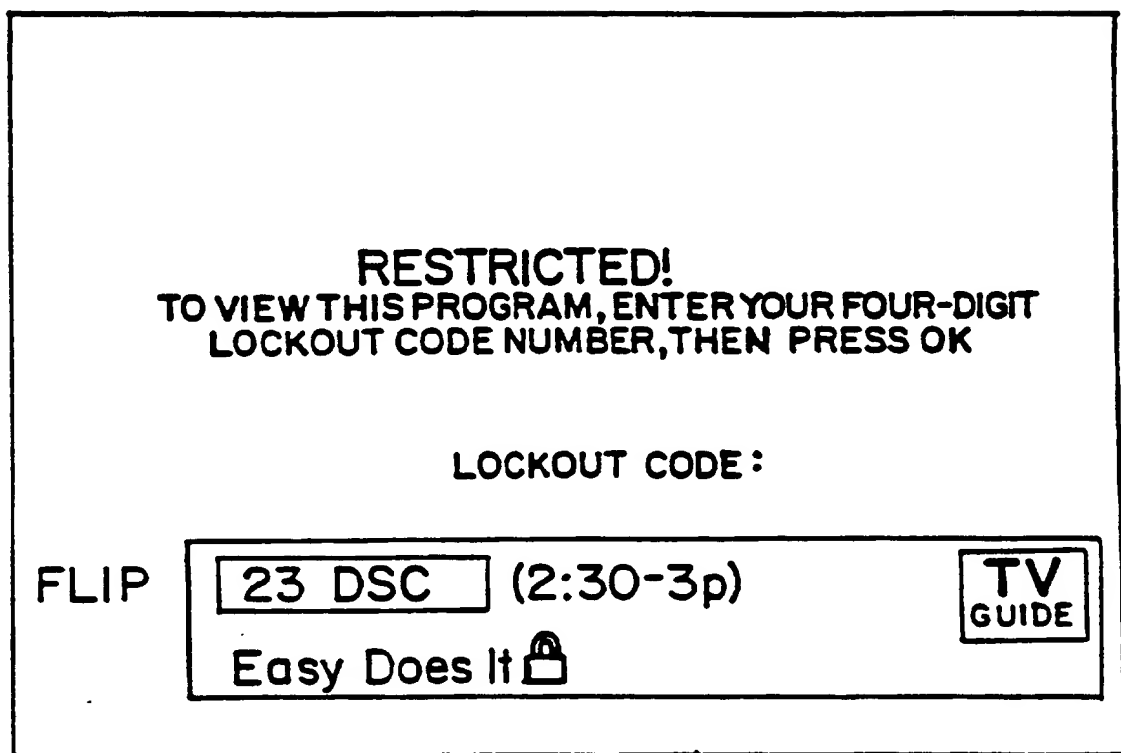 RESTRICTED!
TO VIEW THIS PROGRAM, ENTER YOUR FOUR-DIGIT
LOCKOUT CODE NUMBER, THEN PRESS OK
LOCKOUT CODE:
FLIP
23 DSC (2:30-3p)
TV
GUIDE
Easy Does It